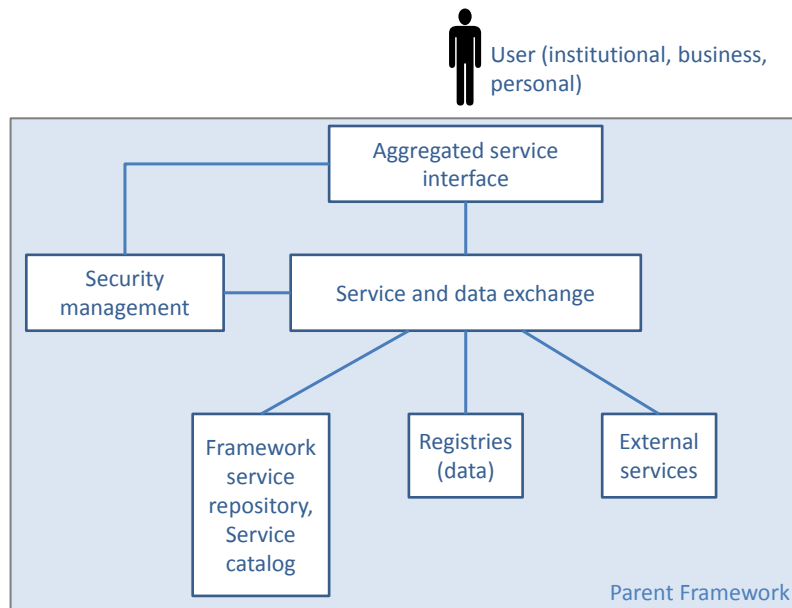 User (institutional, business,
personal)
Aggregated service
interface
Security
management
Service and data exchange
Framework
service
repository,
Service
catalog
Registries
(data)
External
services
Parent Framework